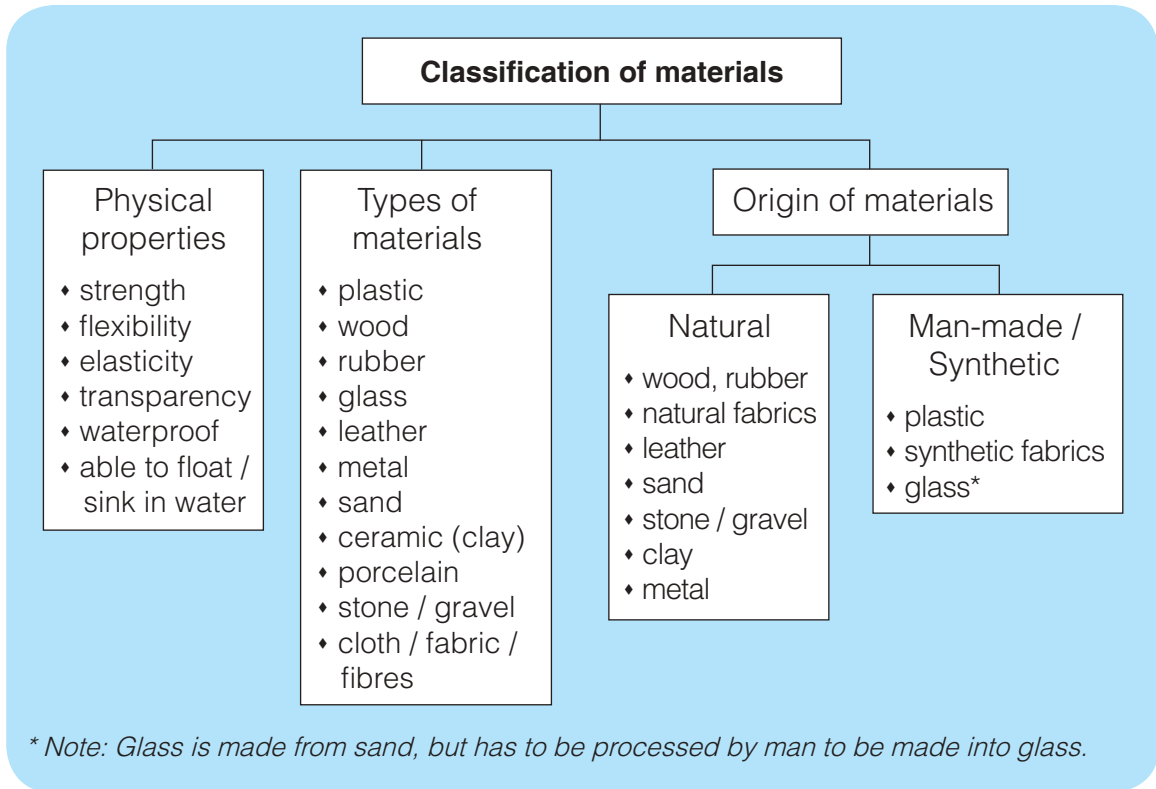 Classification of materials
Physical
properties
♦ strength
♦ flexibility
♦ elasticity
♦ transparency
♦ waterproof
♦ able to float /
sink in water
Types of
materials
♦ plastic
♦ wood
♦ rubber
♦ glass
♦ leather
♦ metal
♦ sand
♦ ceramic (clay)
♦ porcelain
♦ stone / gravel
♦ cloth / fabric /
fibres
Origin of materials
Natural
♦ wood, rubber
♦ natural fabrics
♦ leather
♦ sand
♦ stone / gravel
♦ clay
♦ metal
Man-made /
Synthetic
♦ plastic
♦ synthetic fabrics
♦ glass*
* Note: Glass is made from sand, but has to be processed by man to be made into glass.